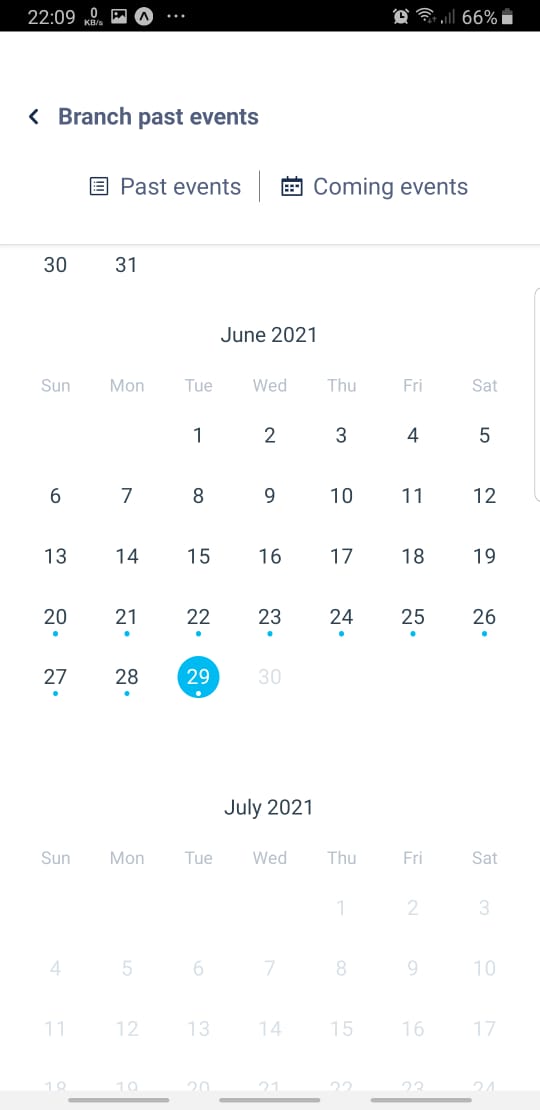 22:09 0 KB/s 66%
Branch past events
Past events Coming events
30 31
June 2021
Sun Mon Tue Wed Thu Fri Sat
1 2 3 4 5
6 7 8 9 10 11 12
13 14 15 16 17 18 19
20 21 22 23 24 25 26
27 28 29 30
July 2021
Sun Mon Tue Wed Thu Fri Sat
1 2 3
4 5 6 7 8 9 10
11 12 13 14 15 16 17
18 19 20 21 22 23 24